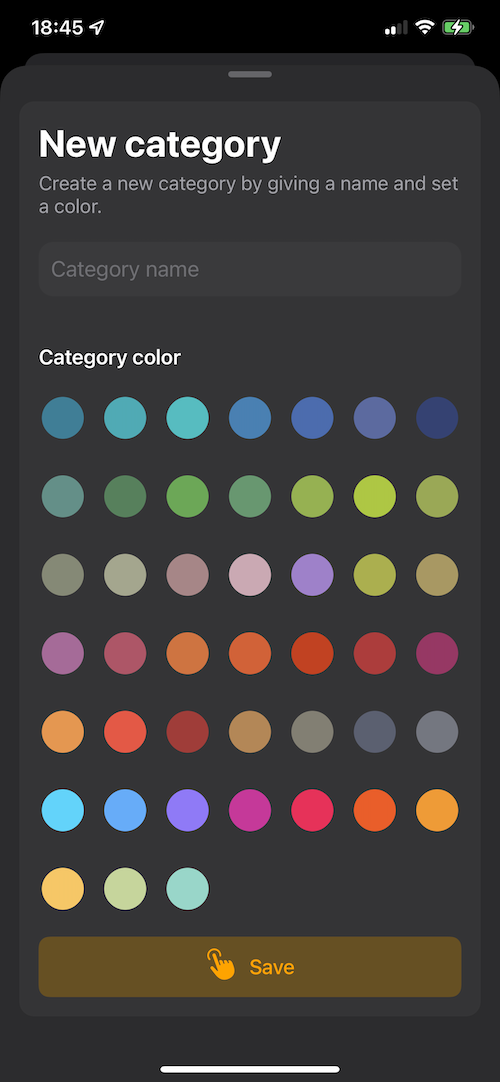 18:45
New category
Create a new category by giving a name and set
a color.
Category name
Category color
Save